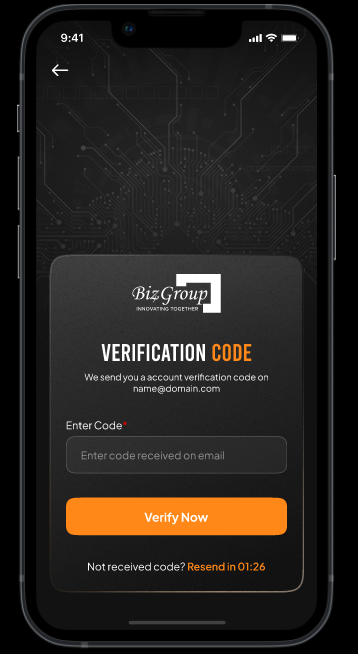 9:41
BizGroup
INNOVATING TOGETHER
VERIFICATION CODE
We send you a account verification code on
name@domain.com
Enter Code*
Enter code received on email
Verify Now
Not received code? Resend in 01:26